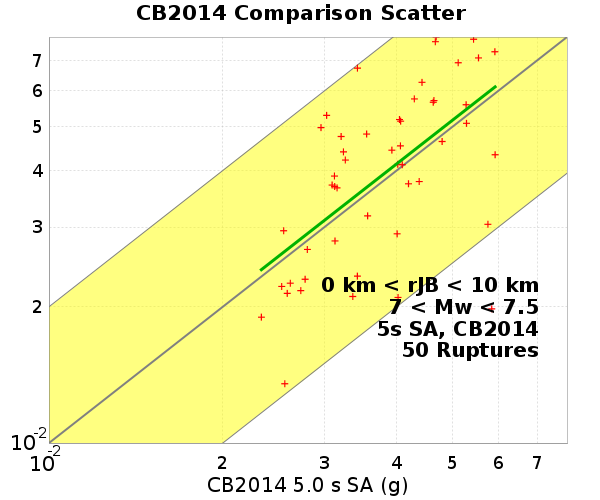 CB2014 Comparison Scatter
7
6
5
4
3
2
10-2
0 km < rJB < 10 km
7 < Mw < 7.5
5s SA, CB2014
50 Ruptures
10-2 2 3 4 5 6 7
CB2014 5.0 s SA (g)